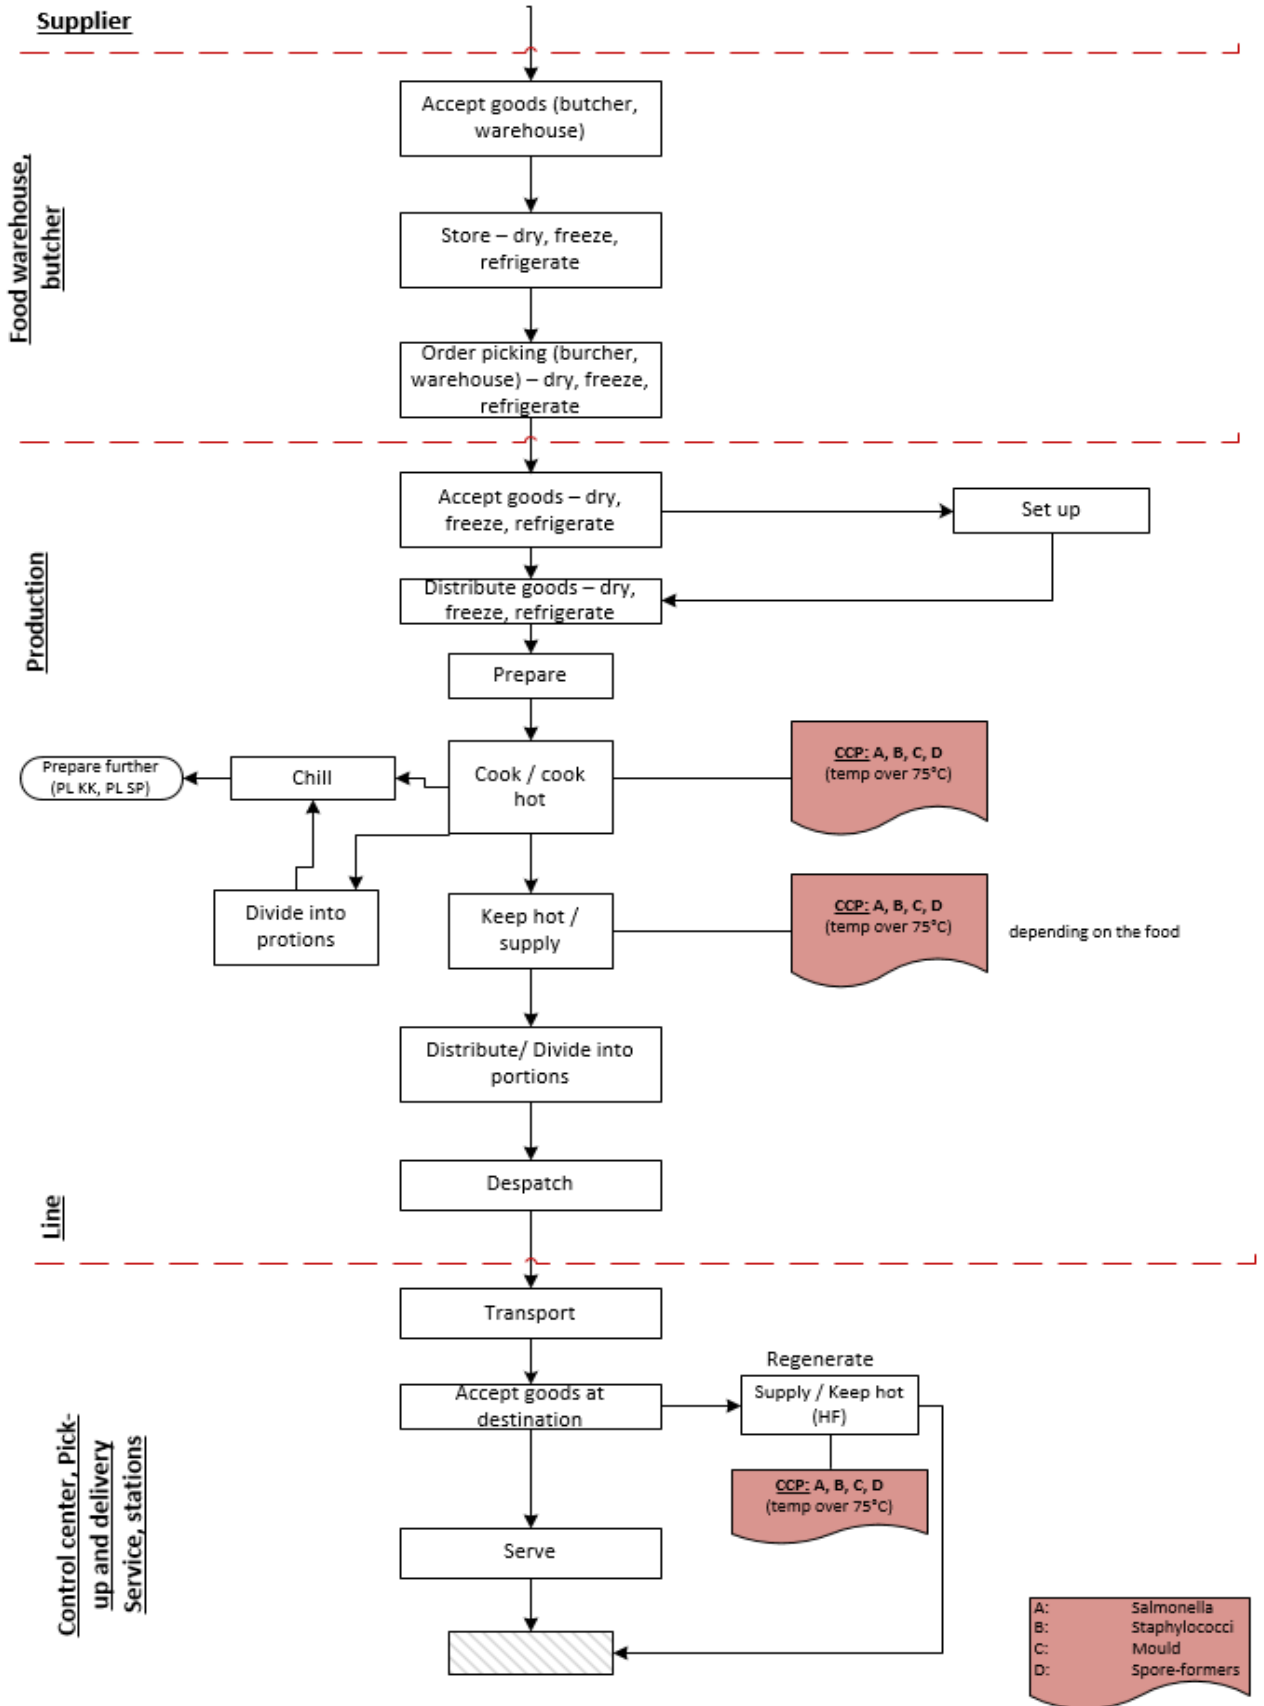 Supplier
Food warehouse,
butcher
Accept goods (butcher,
warehouse)
Store – dry, freeze,
refrigerate
Order picking (burcher,
warehouse) – dry, freeze,
refrigerate
Production
Accept goods – dry,
freeze, refrigerate
Set up
Distribute goods – dry,
freeze, refrigerate
Prepare
Prepare further
(PL KK, PL SP)
Chill
Cook / cook
hot
CCP: A, B, C, D
(temp over 75°C)
Divide into
protions
Keep hot /
supply
CCP: A, B, C, D
(temp over 75°C)
depending on the food
Distribute/ Divide into
portions
Line
Despatch
Control center, Pick-
up and delivery
Service, stations
Transport
Accept goods at
destination
Regenerate
Supply / Keep hot
(HF)
CCP: A, B, C, D
(temp over 75°C)
Serve
A: Salmonella
B: Staphylococci
C: Mould
D: Spore-formers